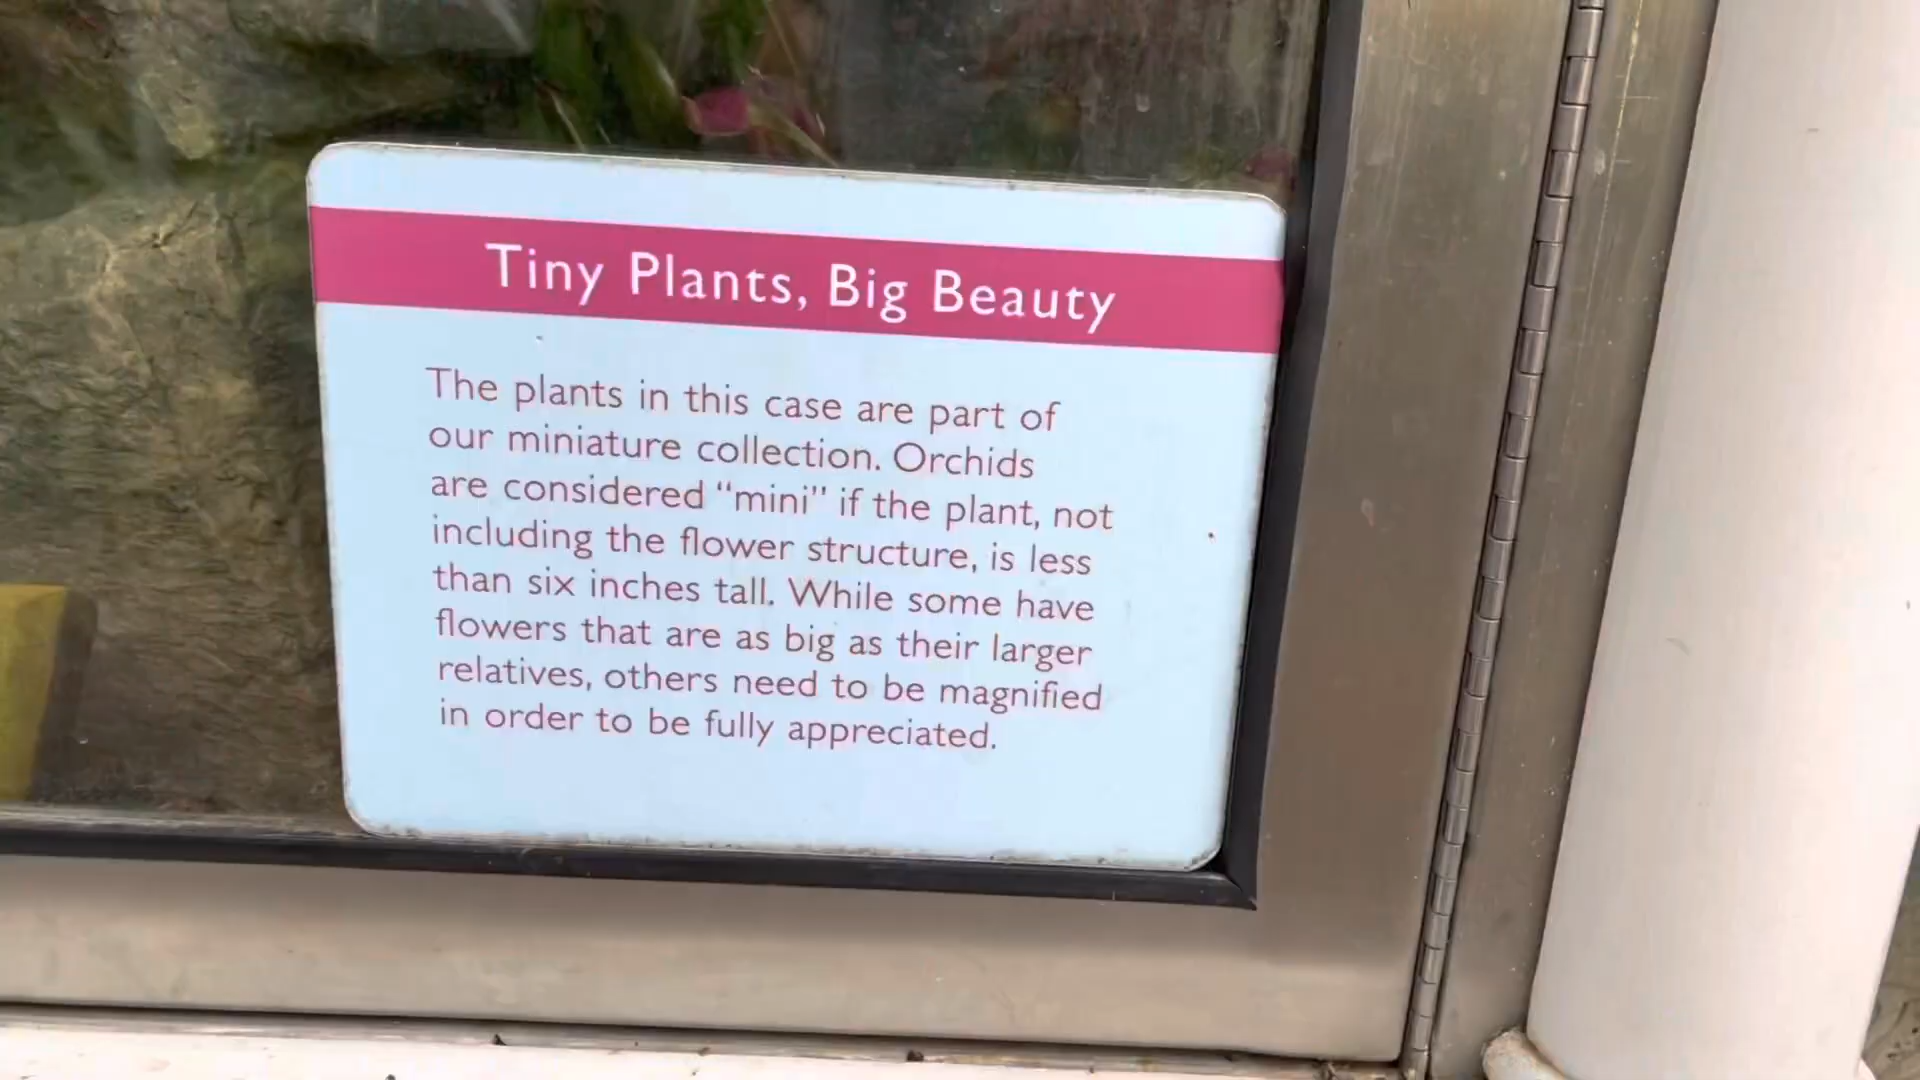 Tiny Plants, Big Beauty
The plants in this case are part of
our miniature collection. Orchids
are considered “mini” if the plant, not
including the flower structure, is less
than six inches tall. While some have
flowers that are as big as their larger
relatives, others need to be magnified
in order to be fully appreciated.